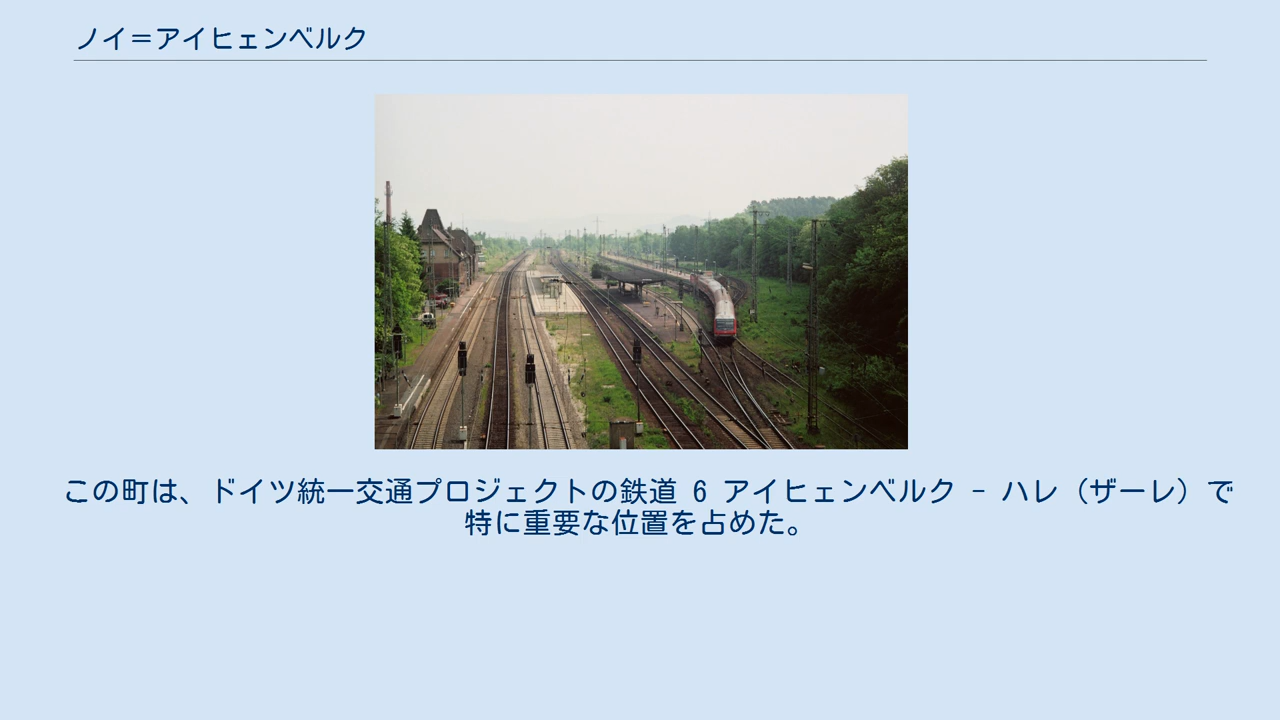 ノイ＝アイヒェンベルク
この町は、ドイツ統一交通プロジェクトの鉄道 6 アイヒェンベルク - ハレ（ザーレ）で
特に重要な位置を占めた。